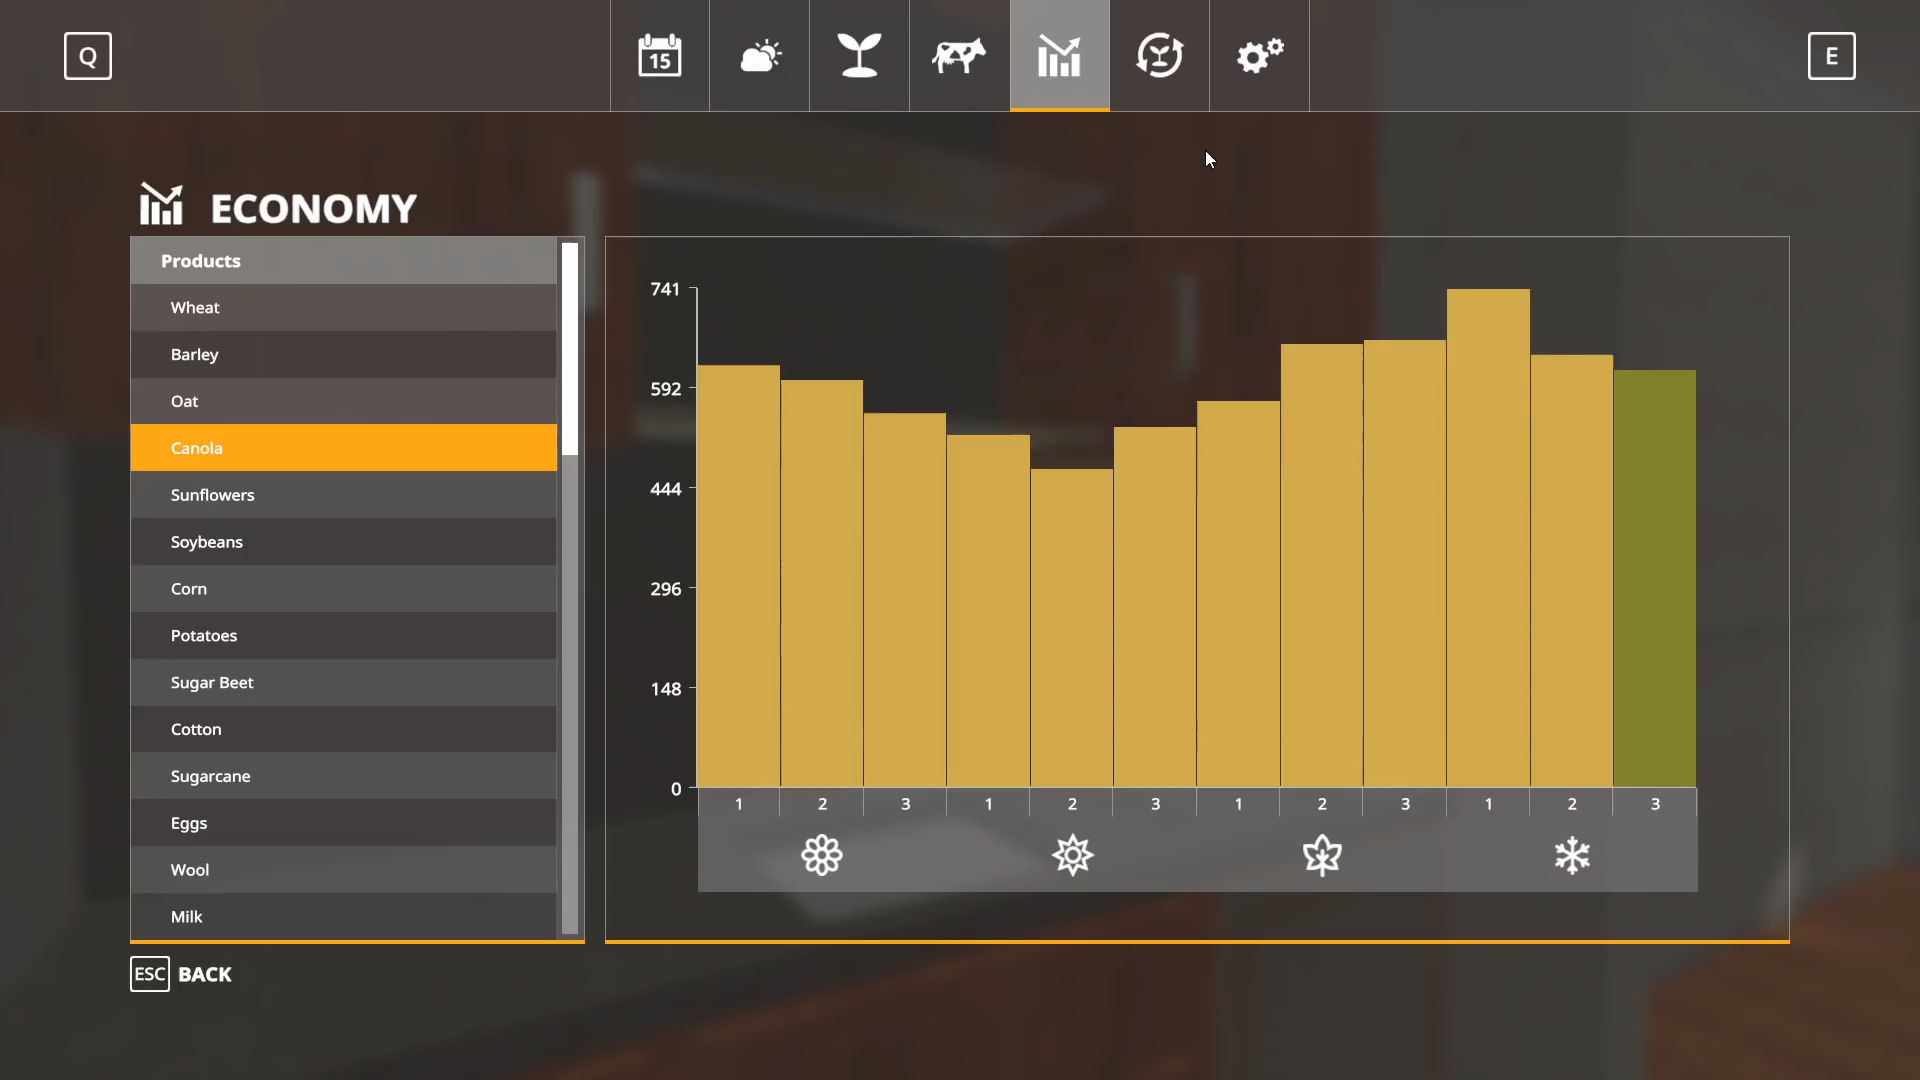 Q
15
E
ECONOMY
Products
Wheat
Barley
Oat
Canola
Sunflowers
Soybeans
Corn
Potatoes
Sugar Beet
Cotton
Sugarcane
Eggs
Wool
Milk
741
592
444
296
148
0
1 2 3 1 2 3 1 2 3 1 2 3
ESC BACK